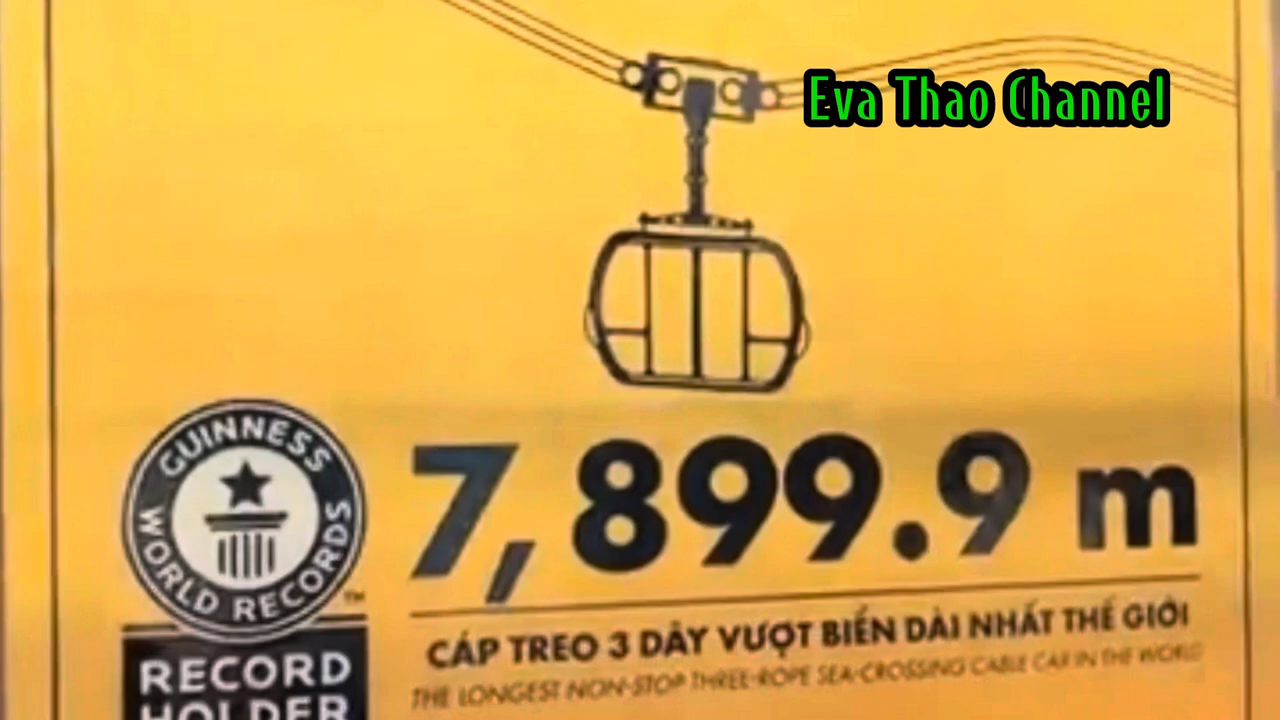 Eva Thao Channel
GUINNESS
WORLD RECORDS
TM
RECORD
HOLDER
7,899.9 m
CÁP TREO 3 DÂY VƯỢT BIỂN DÀI NHẤT THẾ GIỚI
THE LONGEST NON-STOP THREE-ROPE SEA-CROSSING CABLE CAR IN THE WORLD